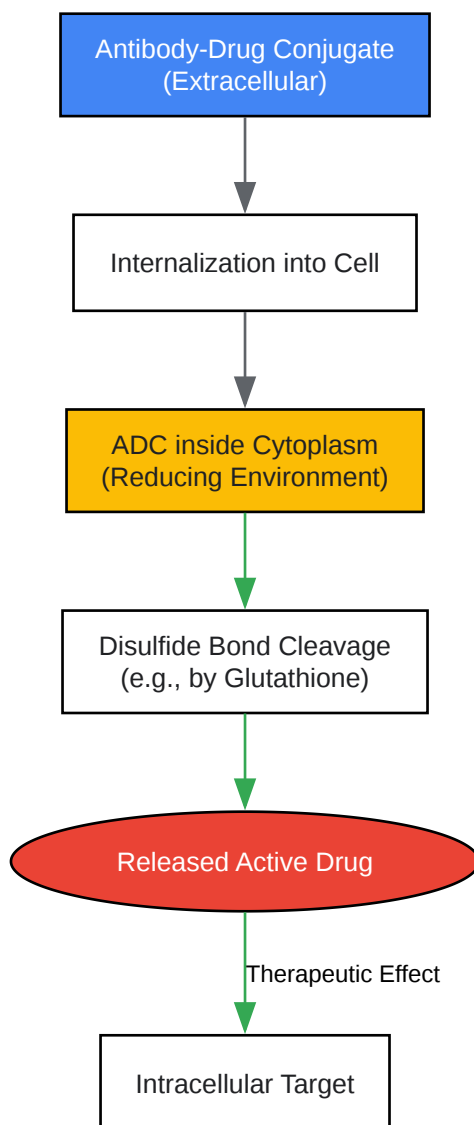 Antibody-Drug Conjugate
(Extracellular)
Internalization into Cell
ADC inside Cytoplasm
(Reducing Environment)
Disulfide Bond Cleavage
(e.g., by Glutathione)
Released Active Drug
Therapeutic Effect
Intracellular Target